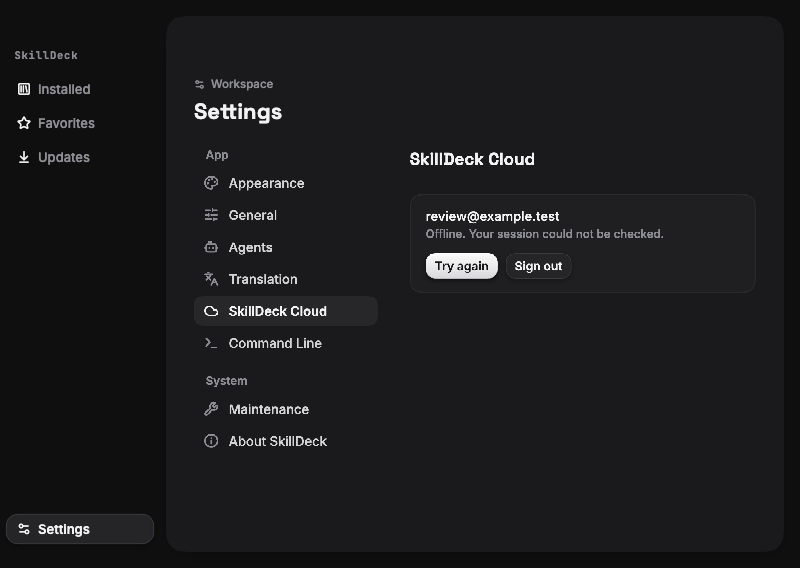 SkillDeck
Installed
Favorites
Updates
Settings
Workspace
Settings
App
Appearance
General
Agents
Translation
SkillDeck Cloud
Command Line
System
Maintenance
About SkillDeck
SkillDeck Cloud
review@example.test
Offline. Your session could not be checked.
Try again
Sign out